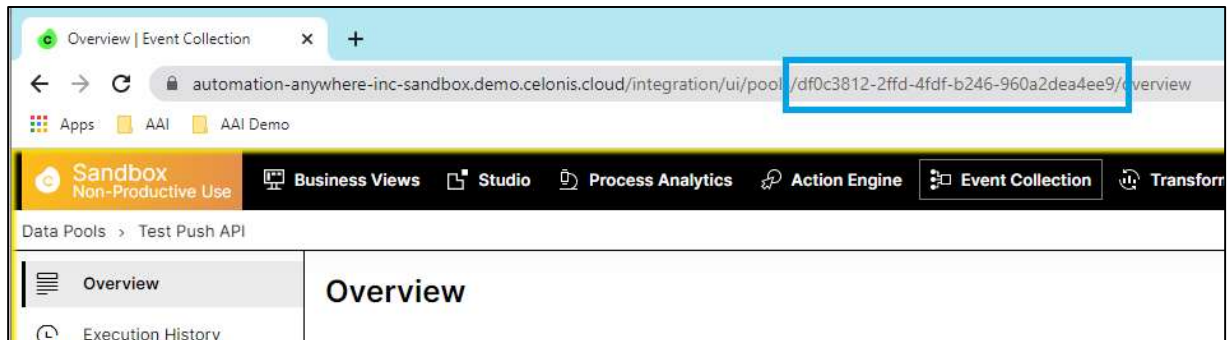 Overview | Event Collection
automation-anywhere-inc-sandbox.demo.celonis.cloud/integration/ui/pools/df0c3812-2ffd-4fdf-b246-960a2dea4ee9/overview
Apps AAI AAI Demo
Sandbox
Non-Productive Use
Business Views Studio Process Analytics Action Engine Event Collection Transforr
Data Pools > Test Push API
Overview
Overview
Execution History